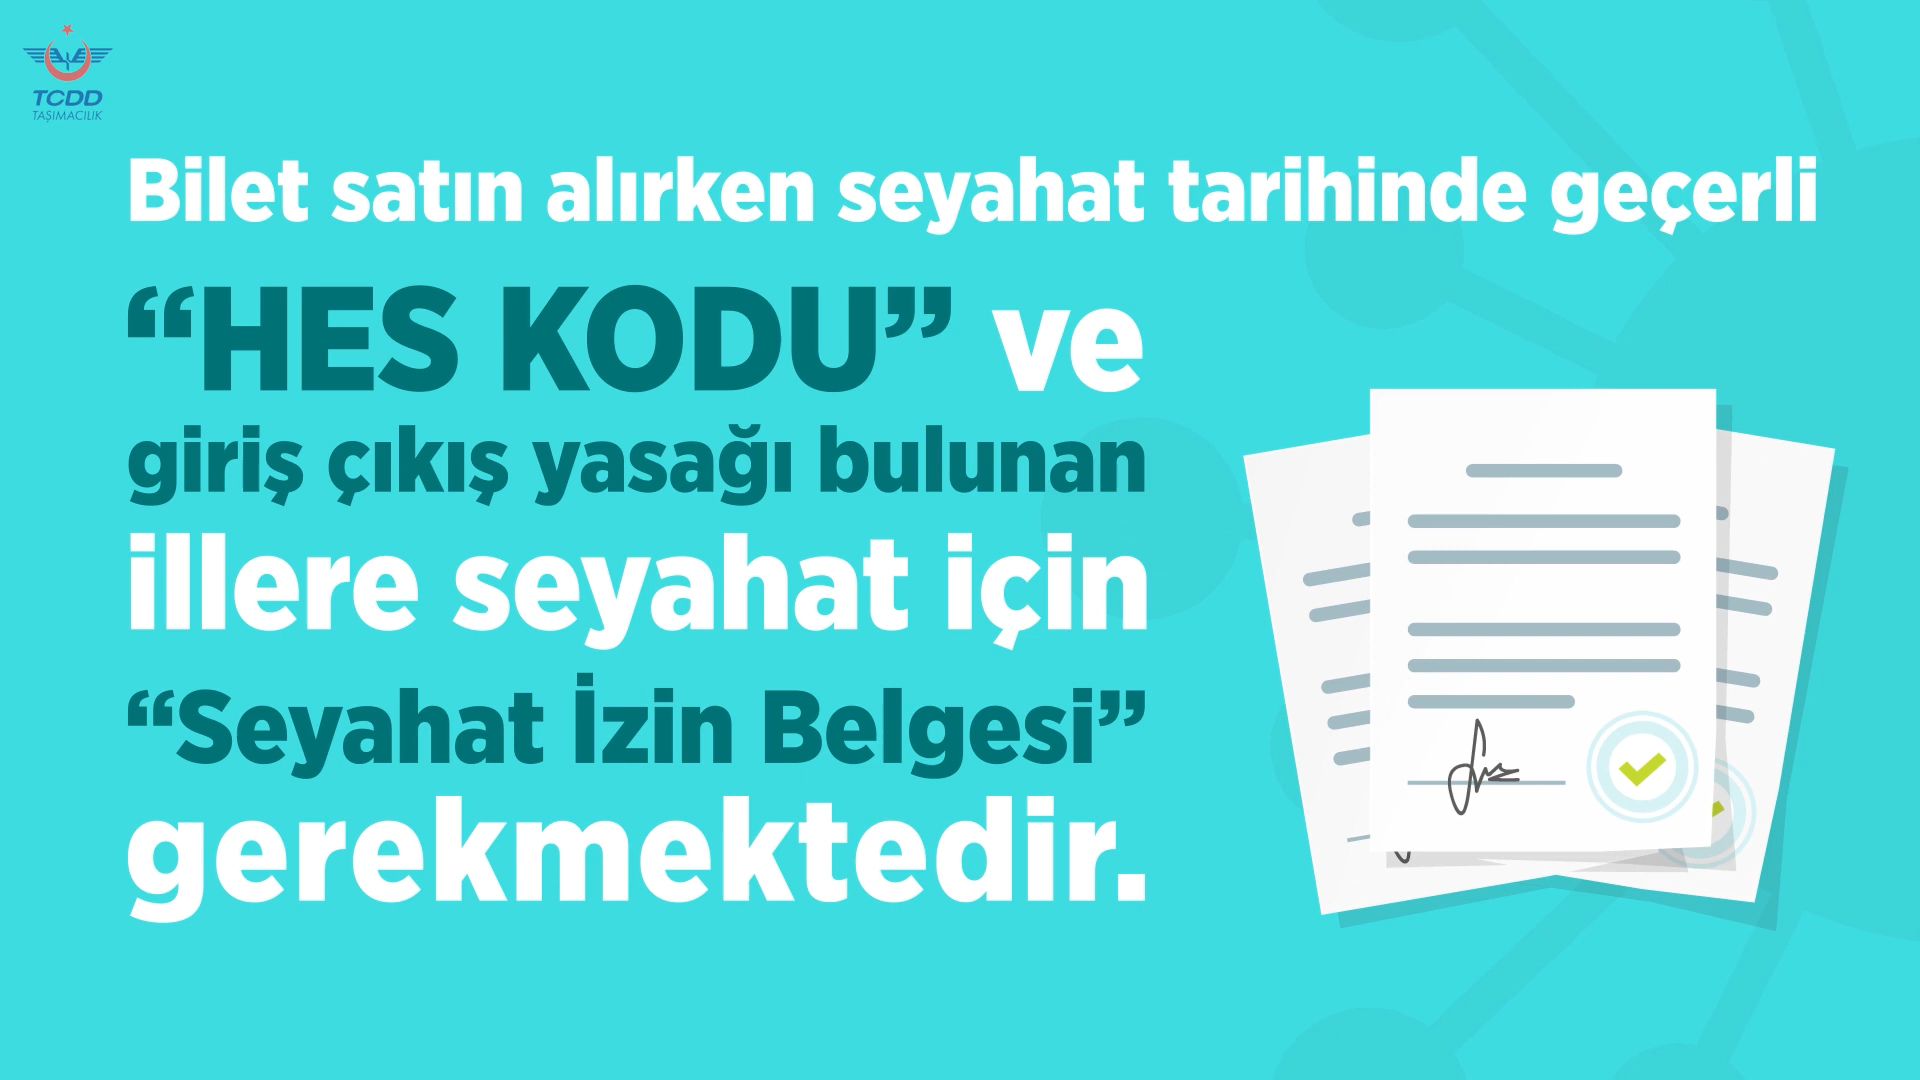 TCDD
TAŞIMACILIK
Bilet satın alırken seyahat tarihinde geçerli
“HES KODU” ve
giriş çıkış yasağı bulunan
illere seyahat için
“Seyahat İzin Belgesi”
gerekmektedir.